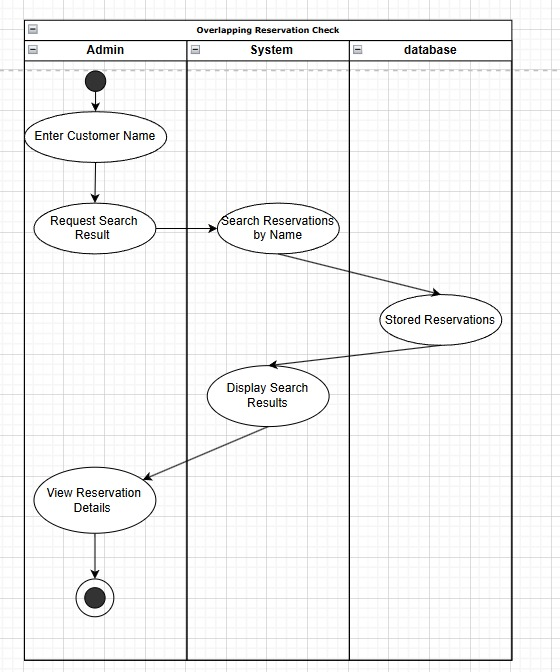 Overlapping Reservation Check
Admin
System
database
Enter Customer Name
Request Search
Result
Search Reservations
by Name
Stored Reservations
Display Search
Results
View Reservation
Details